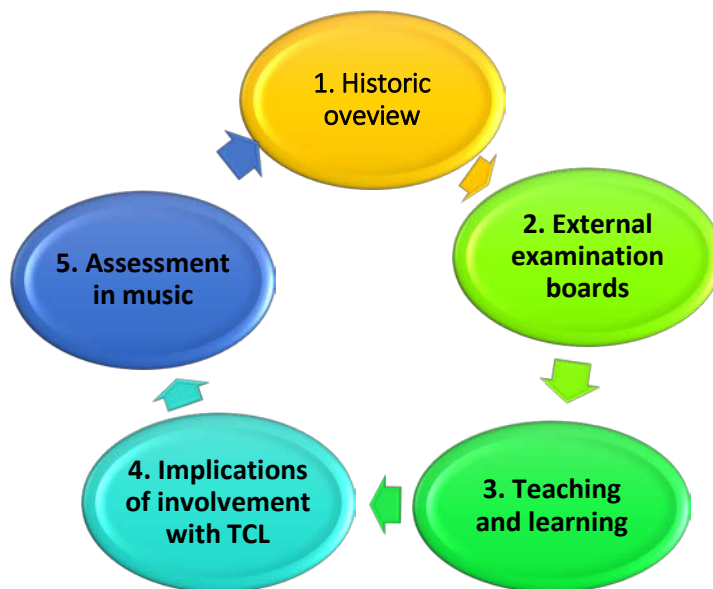 1. Historic
oveview
2. External
examination
boards
3. Teaching
and learning
4. Implications
of involvement
with TCL
5. Assessment
in music